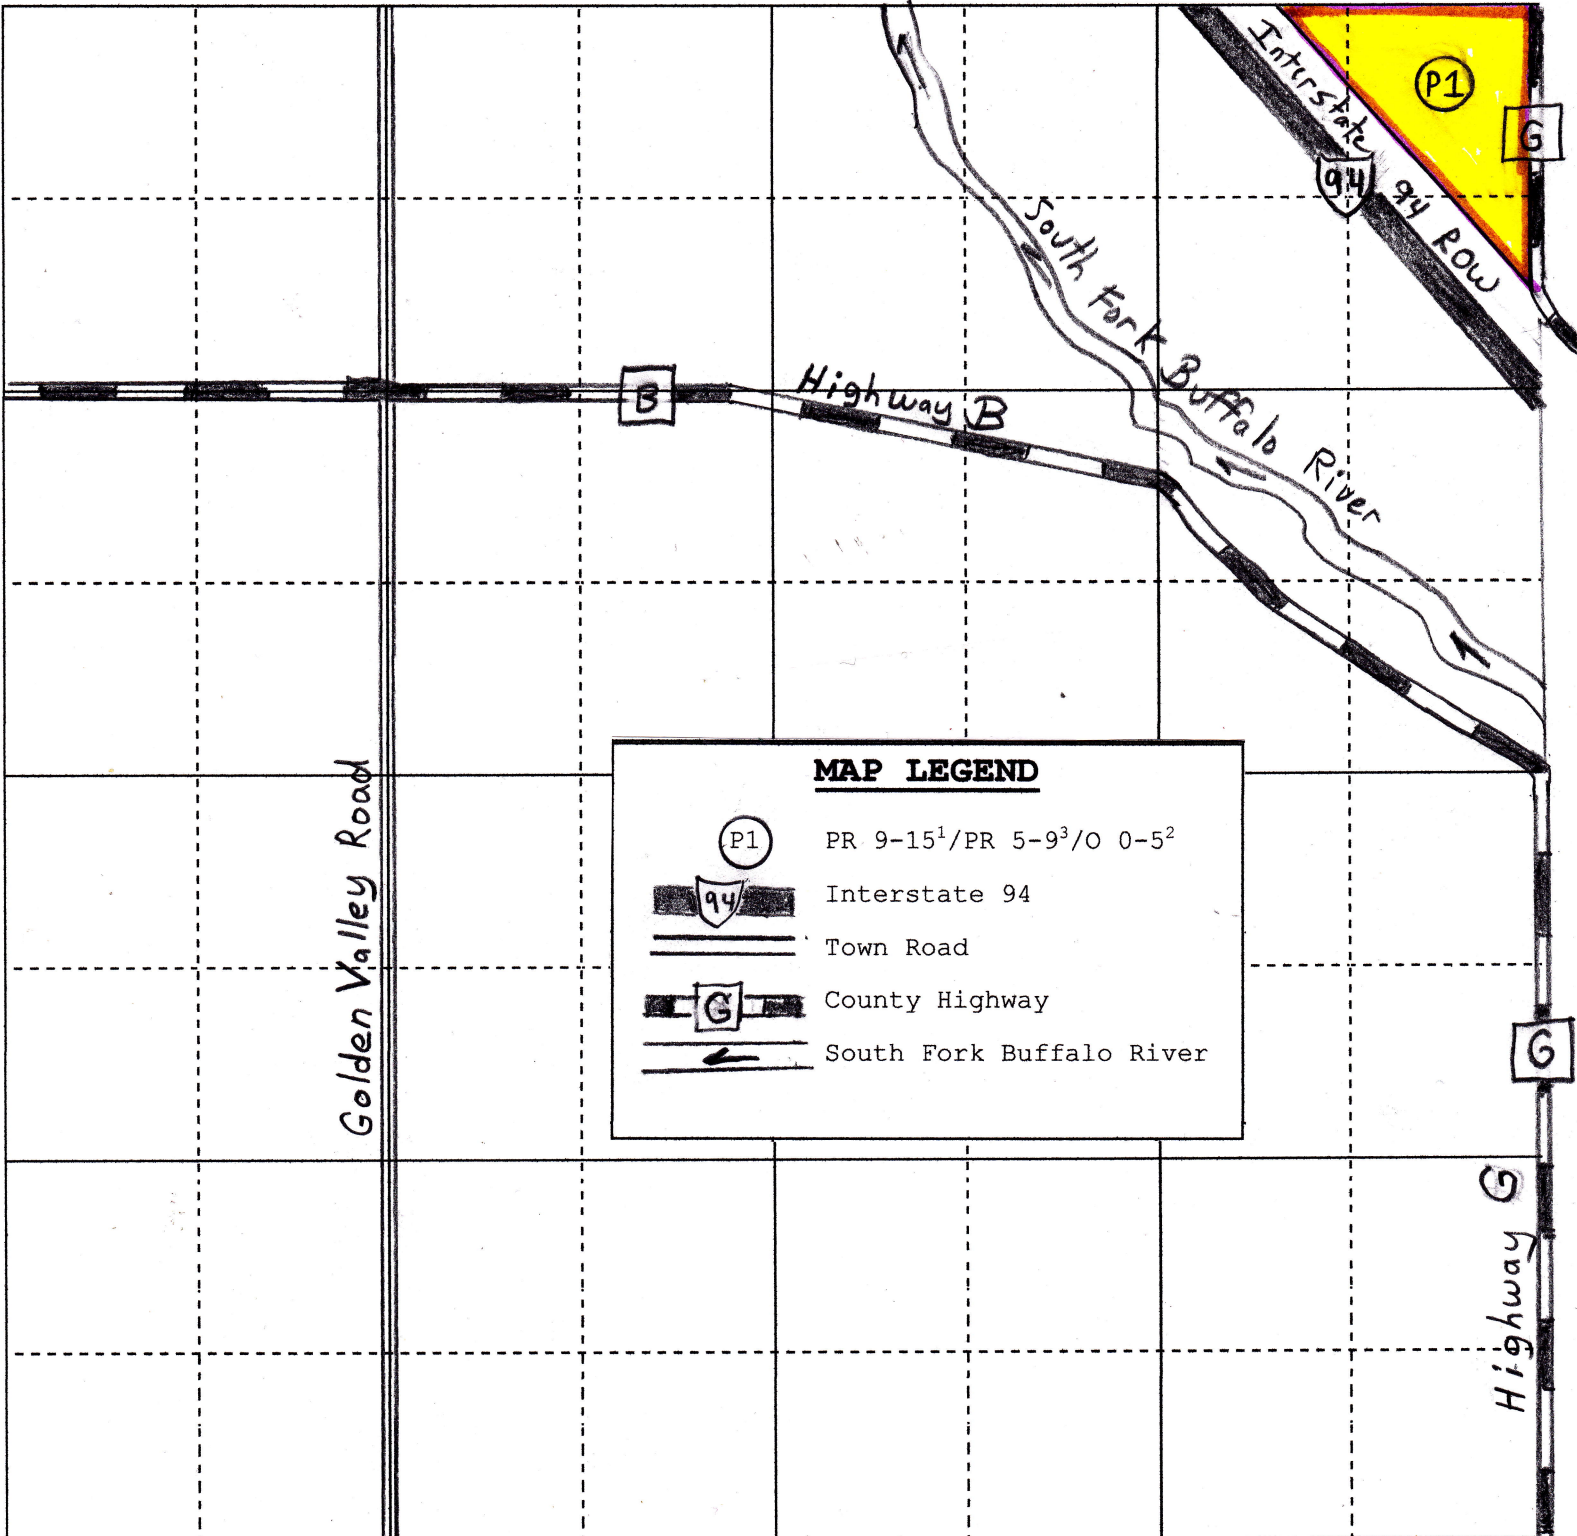 Interstate 94 ROW
P1
G
94
South Fork Buffalo River
B
Highway B
Golden Valley Road
MAP LEGEND
P1 PR 9-15¹/PR 5-9³/O 0-5²
94 Interstate 94
Town Road
G County Highway
South Fork Buffalo River
G
Highway G